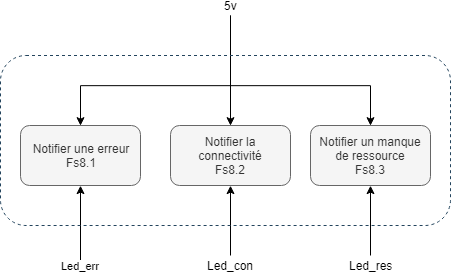 5v
Notifier une erreur
Fs8.1
Notifier la
connectivité
Fs8.2
Notifier un manque
de ressource
Fs8.3
Led_err
Led_con
Led_res